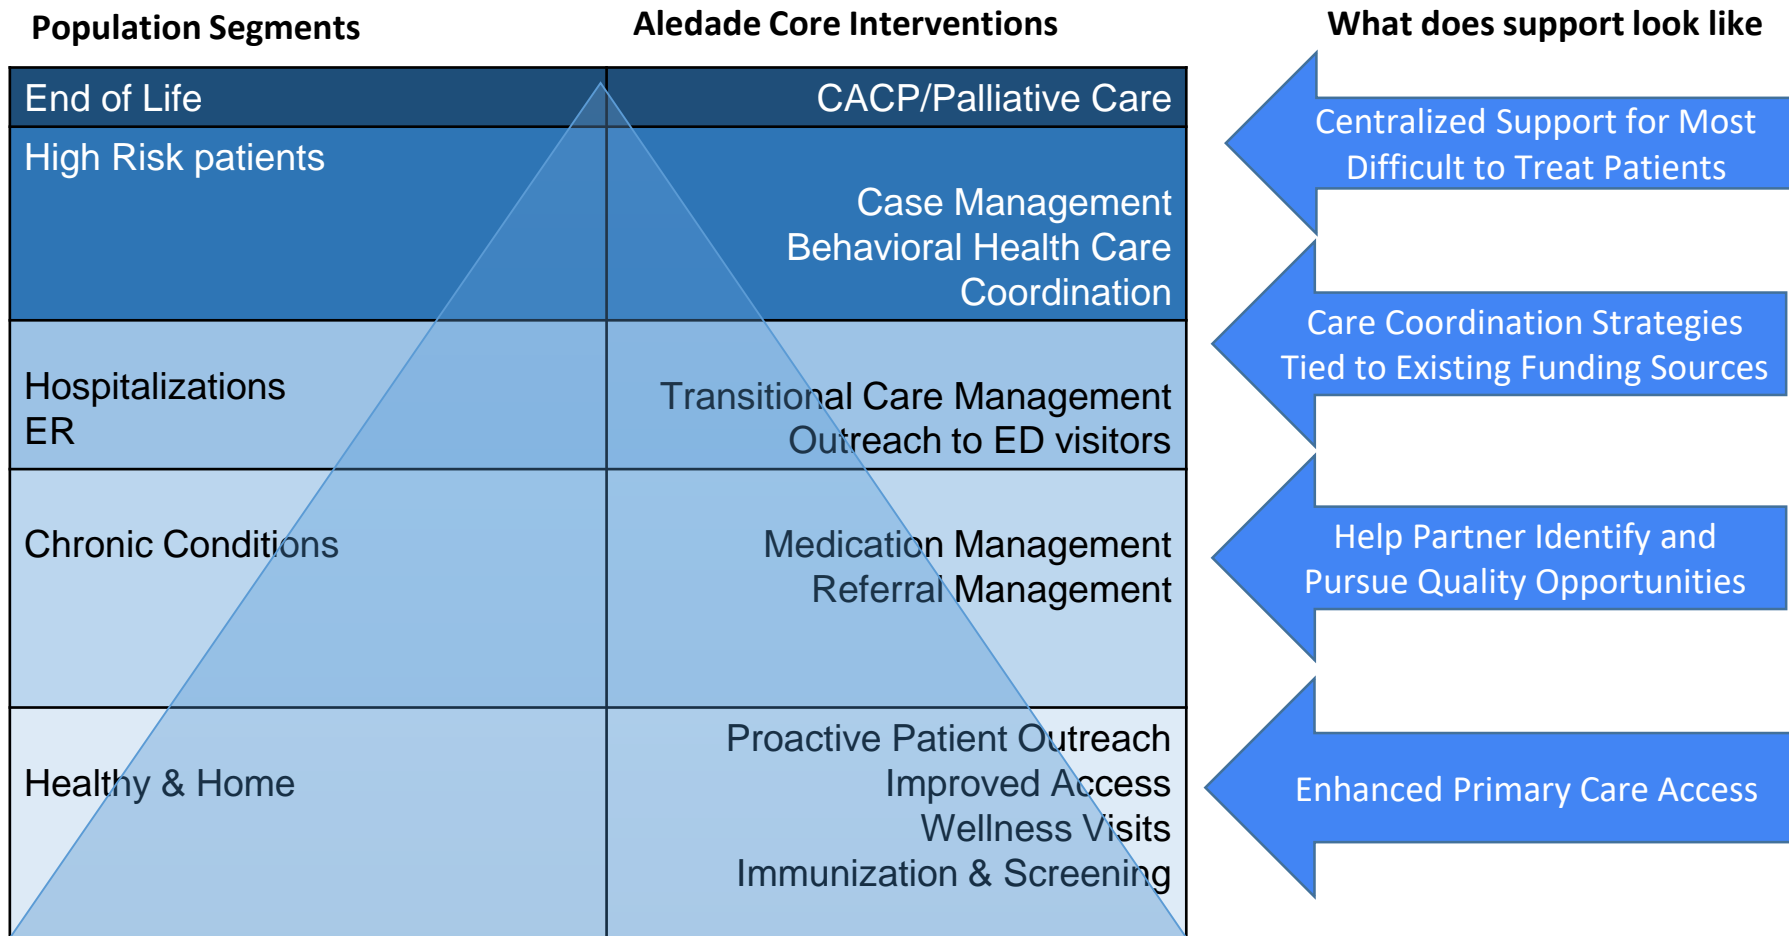 Population Segments
Aledade Core Interventions
What does support look like
End of Life
CACP/Palliative Care
Centralized Support for Most
Difficult to Treat Patients
High Risk patients
Case Management
Behavioral Health Care
Coordination
Care Coordination Strategies
Tied to Existing Funding Sources
Hospitalizations
ER
Transitional Care Management
Outreach to ED visitors
Chronic Conditions
Medication Management
Referral Management
Help Partner Identify and
Pursue Quality Opportunities
Healthy & Home
Proactive Patient Outreach
Improved Access
Wellness Visits
Immunization & Screening
Enhanced Primary Care Access